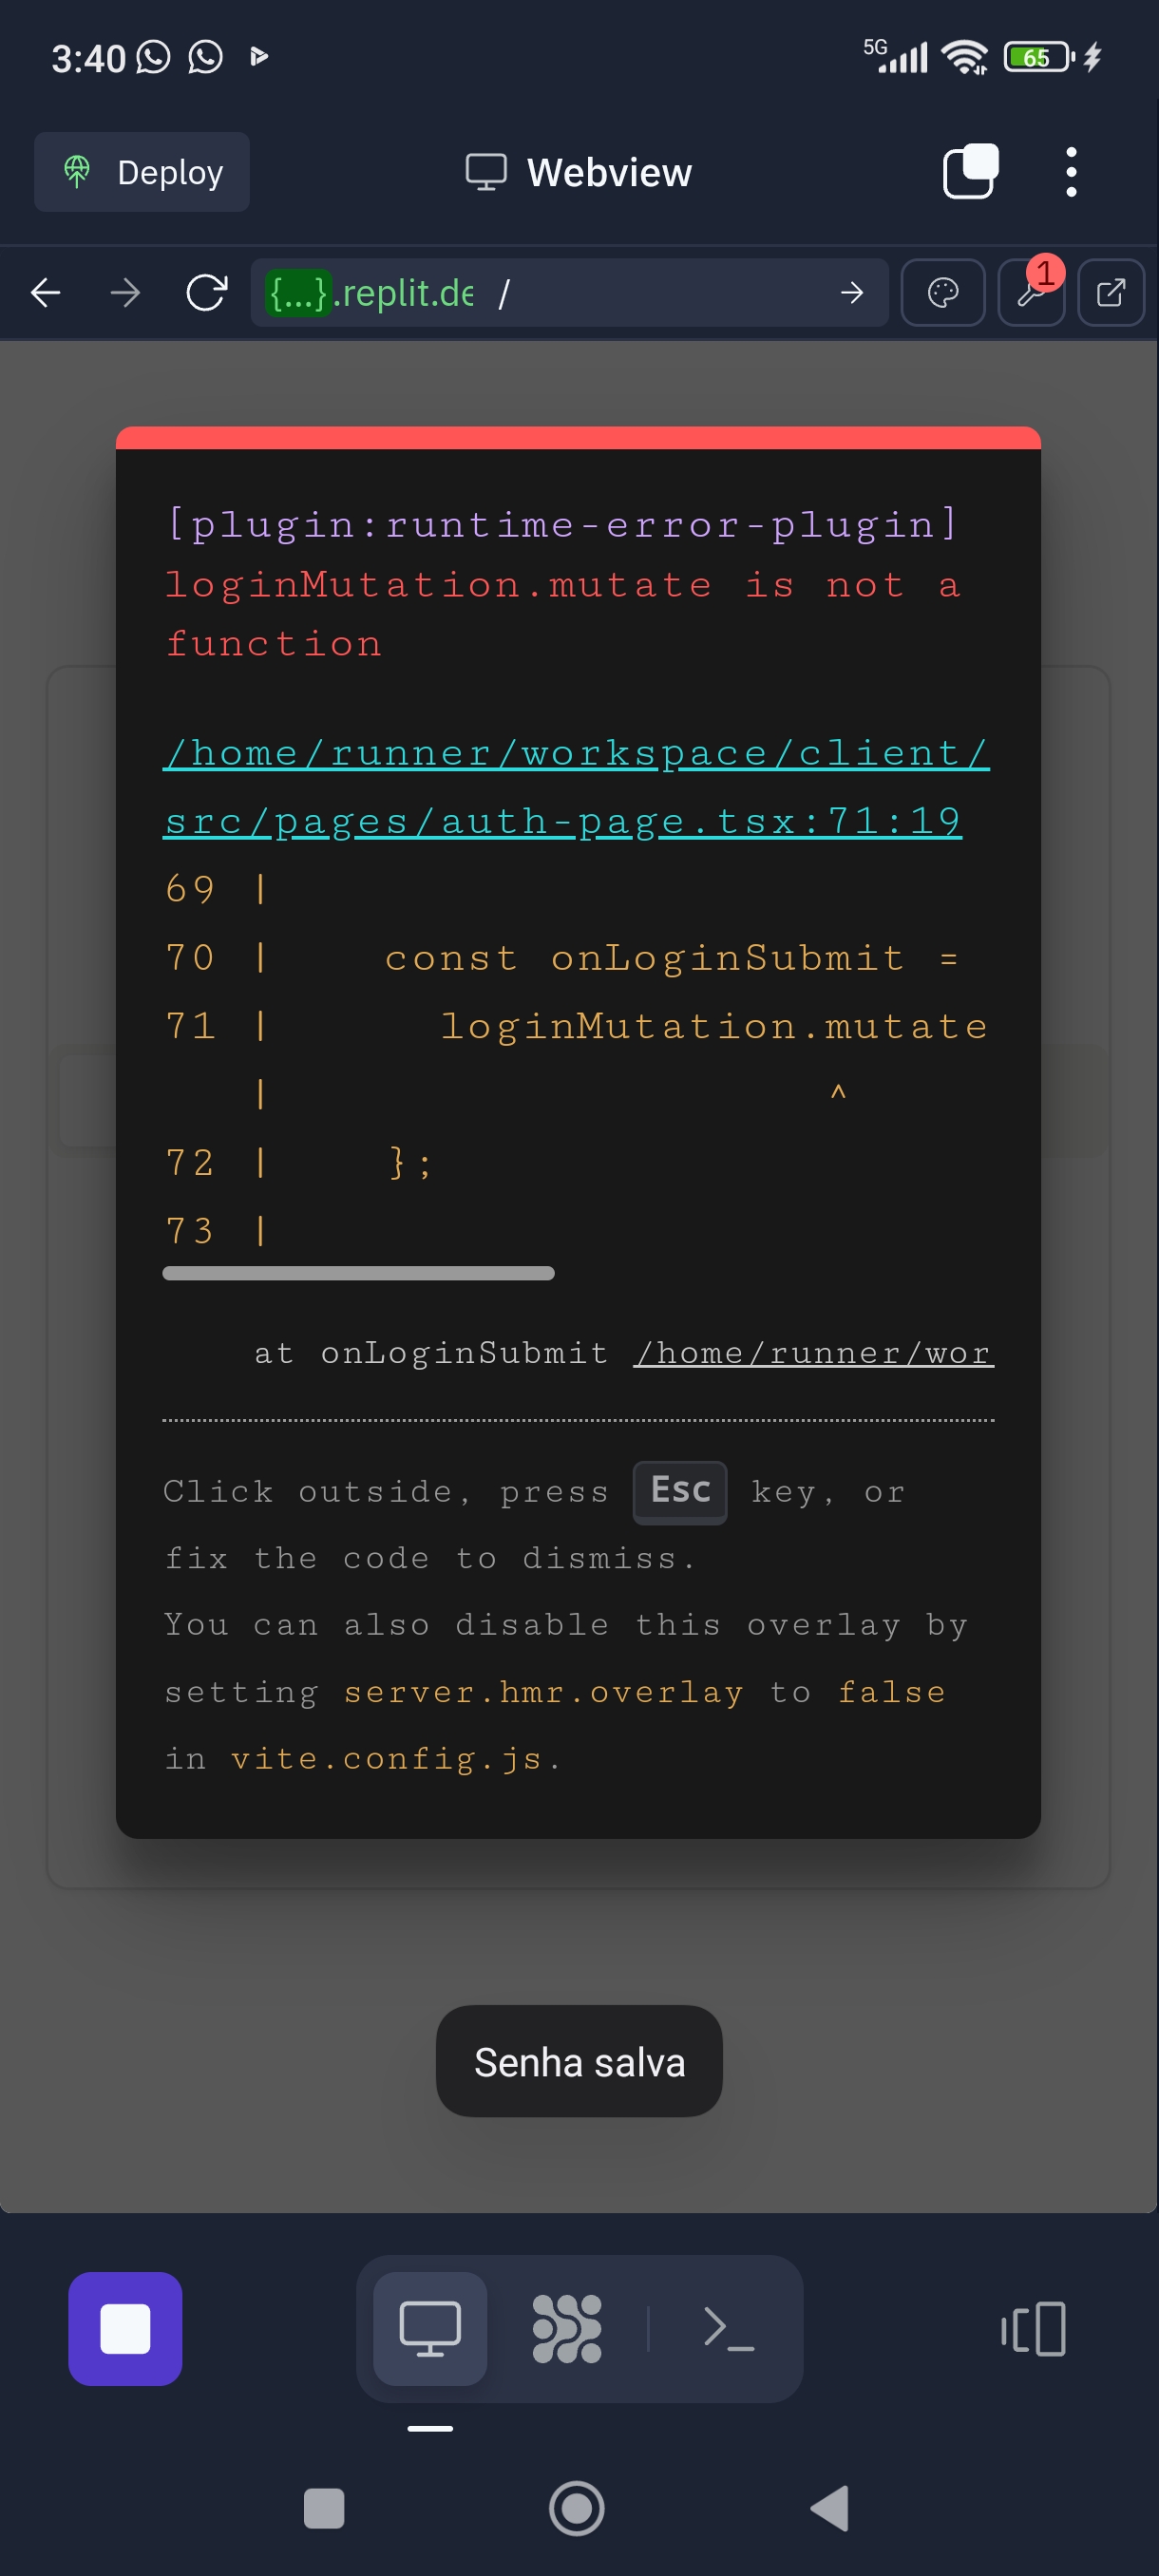 3:40
5G
65
Deploy
Webview
{...}.replit.de /
1
[plugin:runtime-error-plugin]
loginMutation.mutate is not a
function
/home/runner/workspace/client/
src/pages/auth-page.tsx:71:19
69 |
70 | const onLoginSubmit =
71 | loginMutation.mutate
| ^
72 | };
73 |
at onLoginSubmit /home/runner/wor
Click outside, press Esc key, or
fix the code to dismiss.
You can also disable this overlay by
setting server.hmr.overlay to false
in vite.config.js.
Senha salva